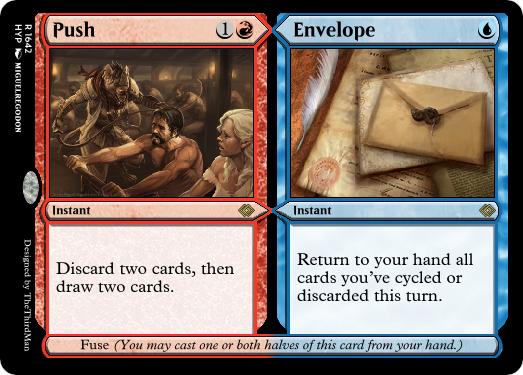 Push 1
Instant
Discard two cards, then
draw two cards.
Envelope
Instant
Return to your hand all
cards you've cycled or
discarded this turn.
Fuse (You may cast one or both halves of this card from your hand.)
R 1642
HYP MIGUELREGODON
Designed by TheThirdMan